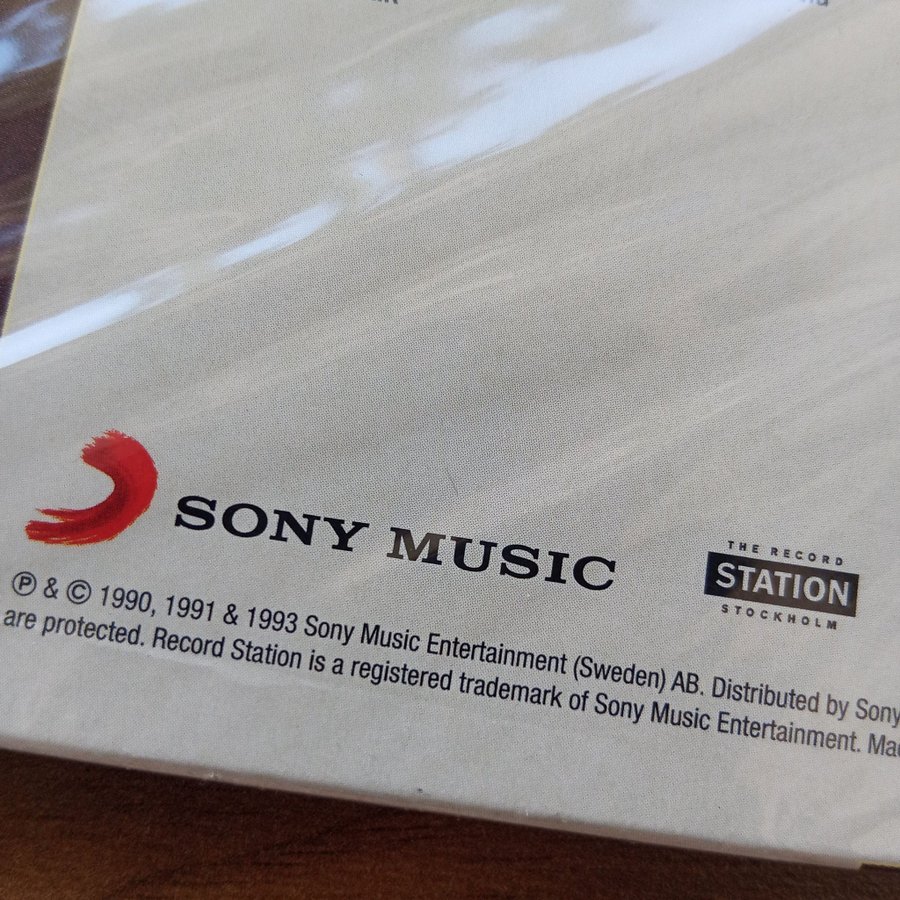 SONY MUSIC
THE RECORD
STATION
STOCKHOLM
℗ & © 1990, 1991 & 1993 Sony Music Entertainment (Sweden) AB. Distributed by Sony
are protected. Record Station is a registered trademark of Sony Music Entertainment.